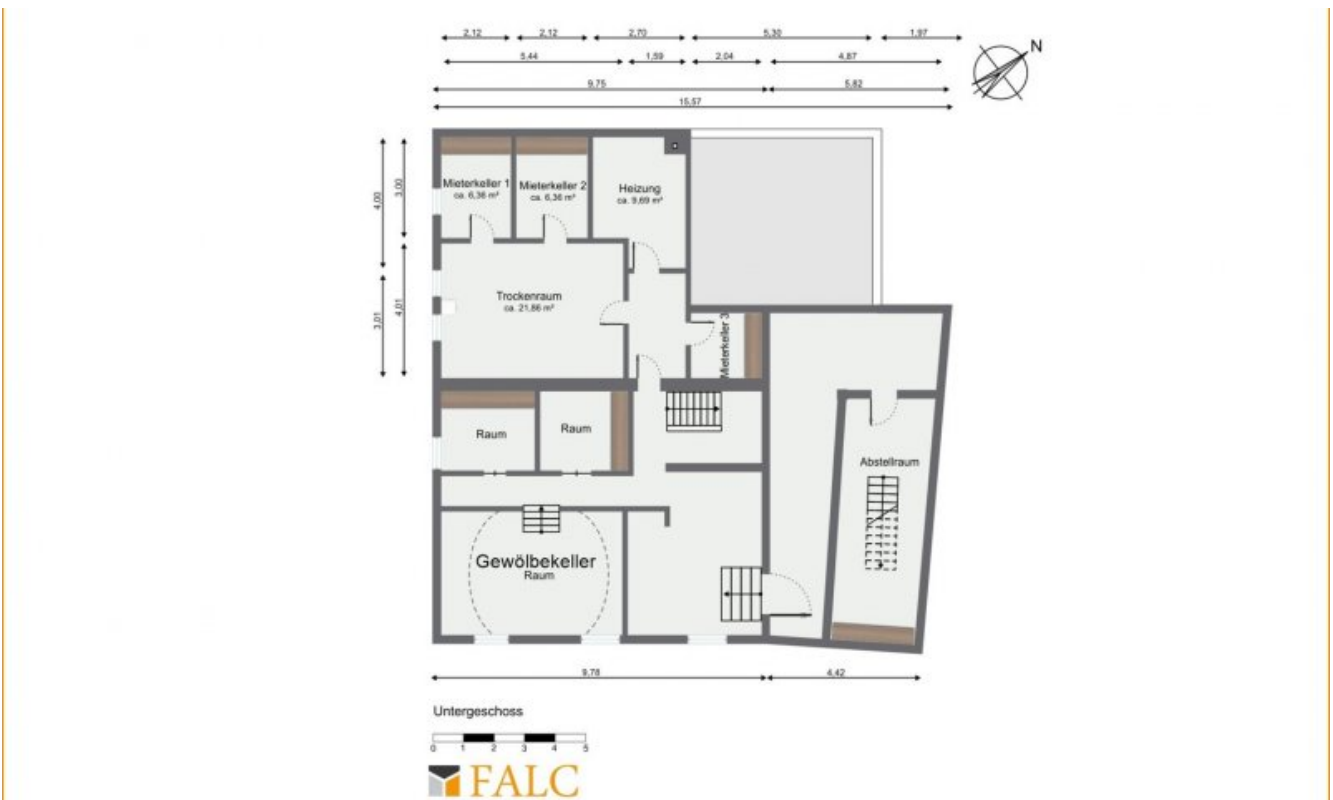 2,12 2,12 2,70 5,30 1,97
5,44 1,59 2,04 4,87
9,75 5,82
15,57
N
4,00
3,00
3,01
4,01
Mieterkeller 1
ca. 6,36 m²
Mieterkeller 2
ca. 6,36 m²
Heizung
ca. 9,69 m²
Trockenraum
ca. 21,86 m²
Mieterkeller 3
Raum
Raum
Abstellraum
Gewölbekeller
Raum
9,78 4,42
Untergeschoss
0 1 2 3 4 5
FALC